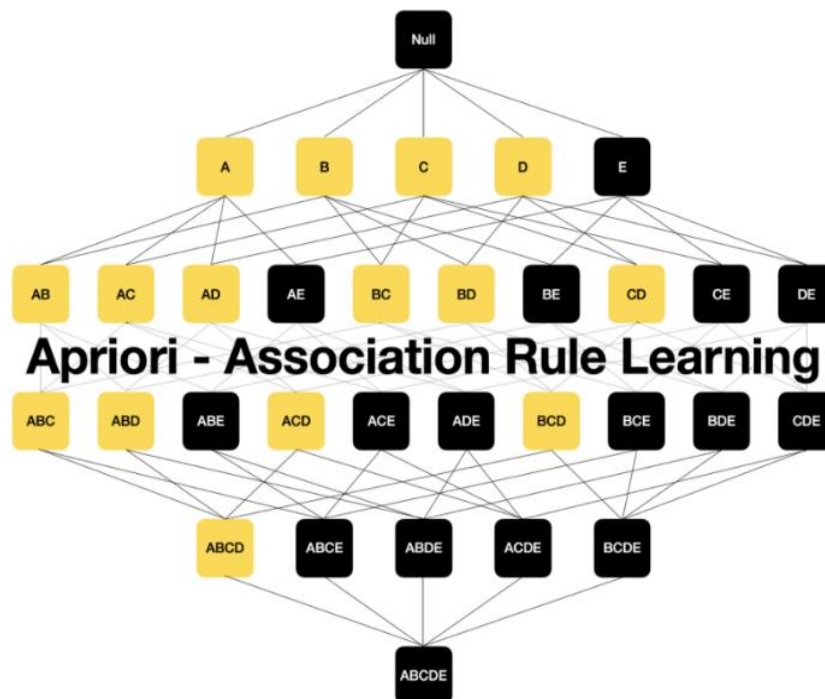 Null
A B C D E
AB AC AD AE BC BD BE CD CE DE
Apriori - Association Rule Learning
ABC ABD ABE ACD ACE ADE BCD BCE BDE CDE
ABCD ABCE ABDE ACDE BCDE
ABCDE